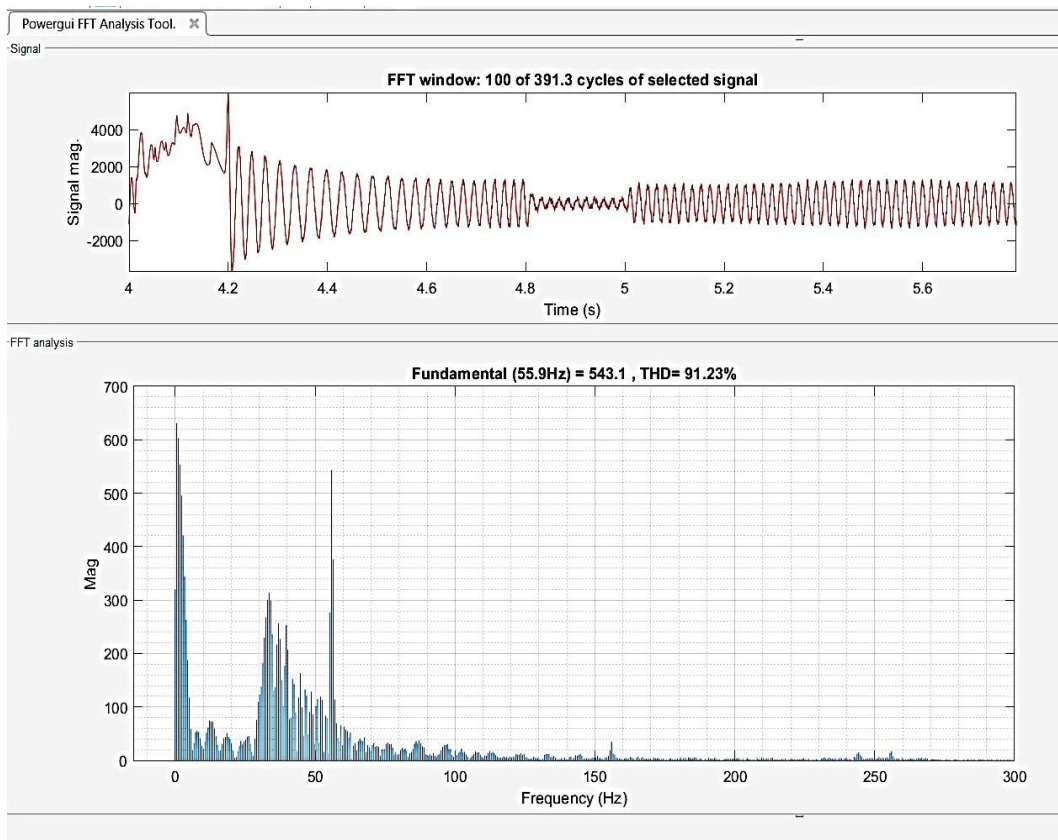 Powergui FFT Analysis Tool. ×
Signal
FFT window: 100 of 391.3 cycles of selected signal
Signal mag.
4000
2000
0
-2000
4 4.2 4.4 4.6 4.8 5 5.2 5.4 5.6
Time (s)
FFT analysis
Fundamental (55.9Hz) = 543.1 , THD= 91.23%
Mag
700
600
500
400
300
200
100
0
0 50 100 150 200 250 300
Frequency (Hz)